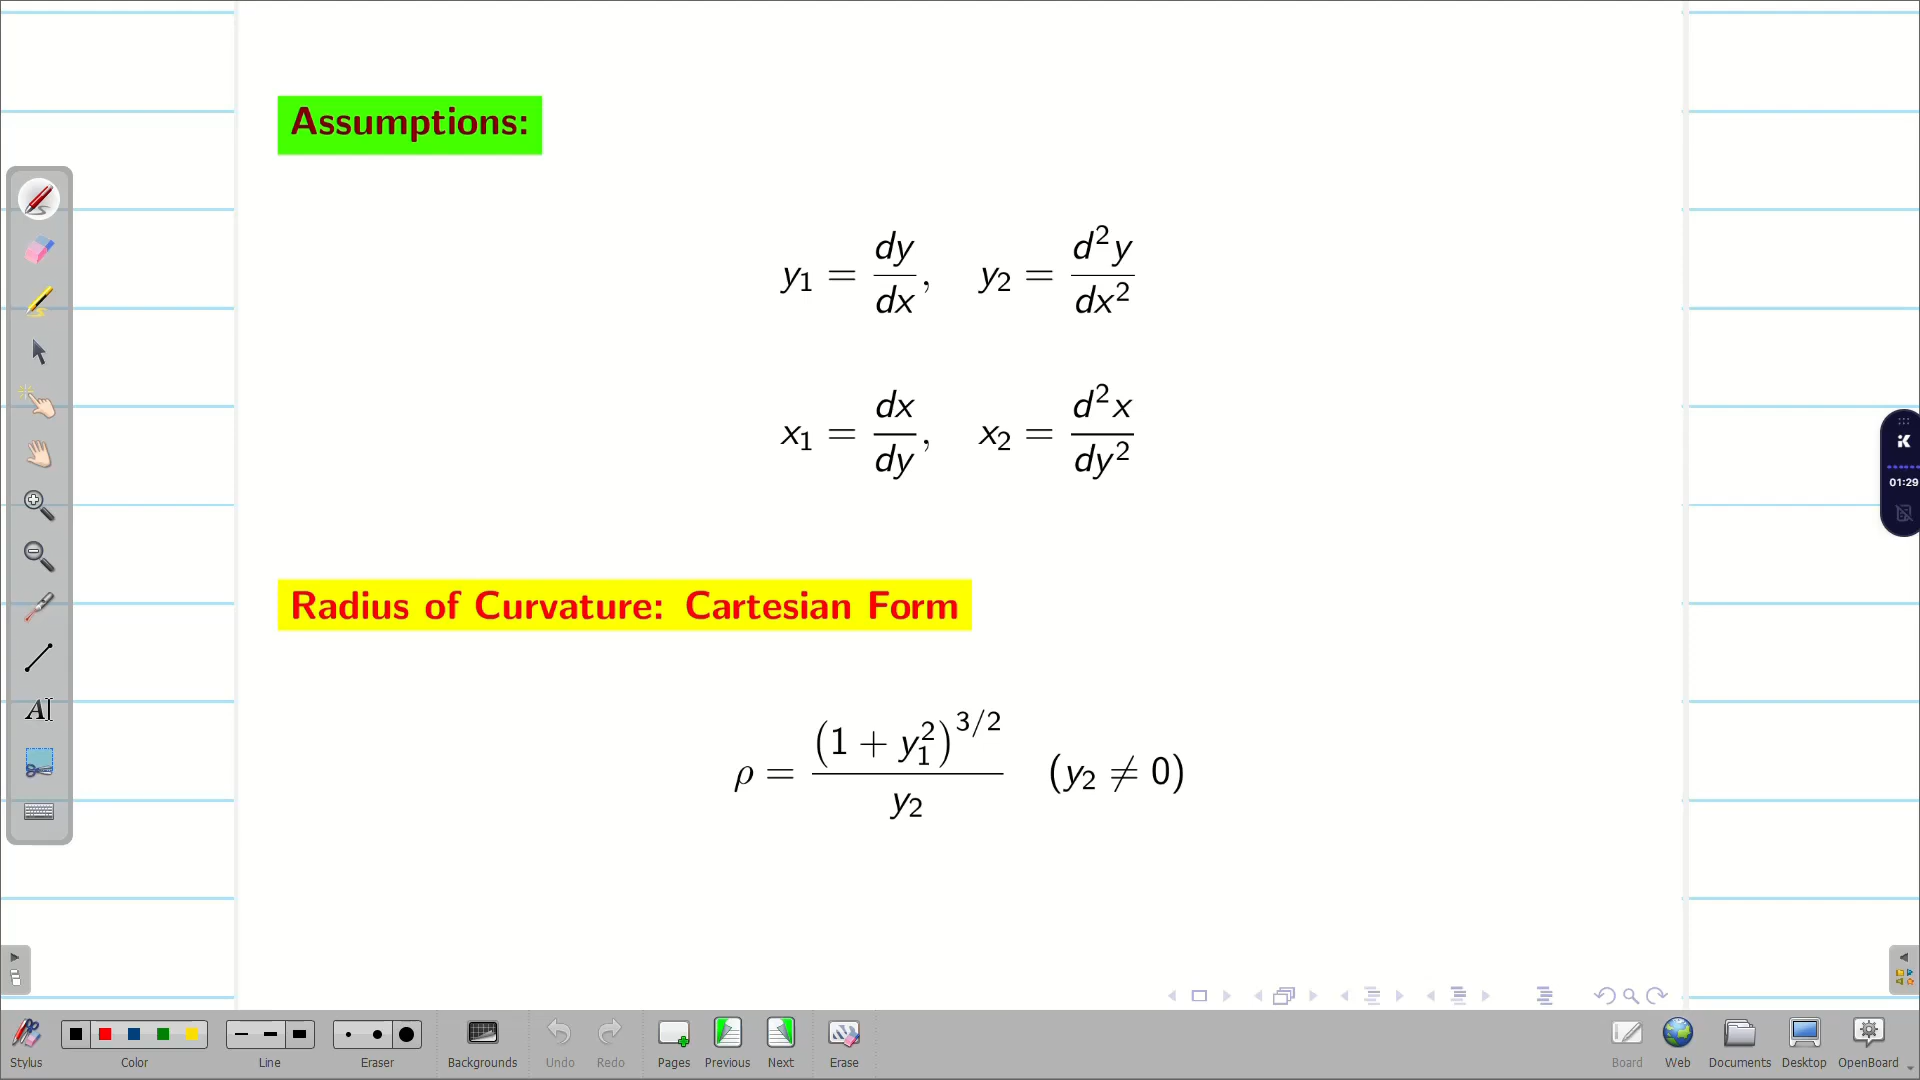 Assumptions:
y₁ = dy/dx, y₂ = d²y/dx²
x₁ = dx/dy, x₂ = d²x/dy²
Radius of Curvature: Cartesian Form
ρ = (1 + y₁²)^3/2 / y₂ (y₂ ≠ 0)
01:29
Stylus Color Line Eraser Backgrounds Undo Redo Pages Previous Next Erase Board Web Documents Desktop OpenBoard